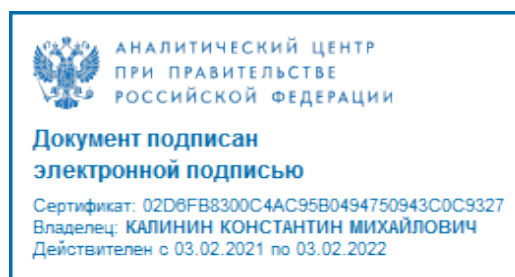 АНАЛИТИЧЕСКИЙ ЦЕНТР
ПРИ ПРАВИТЕЛЬСТВЕ
РОССИЙСКОЙ ФЕДЕРАЦИИ
Документ подписан
электронной подписью
Сертификат: 02D6FB8300C4AC95B0494750943C0C9327
Владелец: КАЛИНИН КОНСТАНТИН МИХАЙЛОВИЧ
Действителен с 03.02.2021 по 03.02.2022